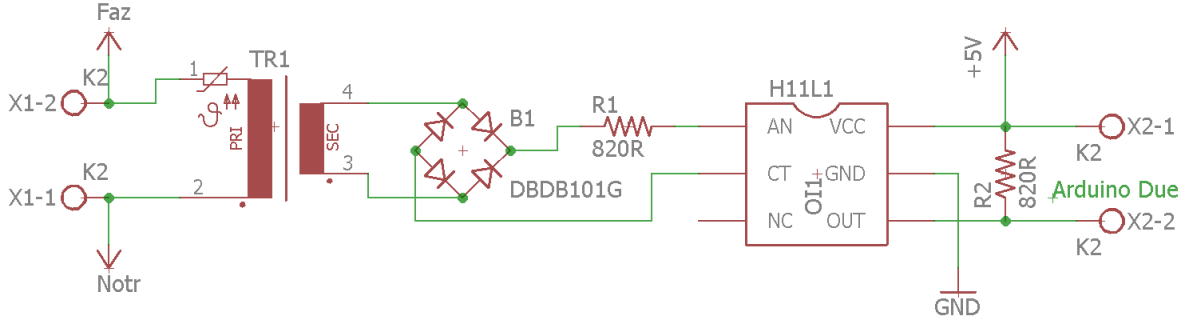 Faz
K2
X1-2
1
TR1
PRI
SEC
4
3
2
K2
X1-1
Notr
B1
DBDB101G
R1
820R
H11L1
AN
VCC
CT
GND
NC
OUT
OI1
+5V
X2-1
K2
R2
820R
Arduino Due
X2-2
K2
GND